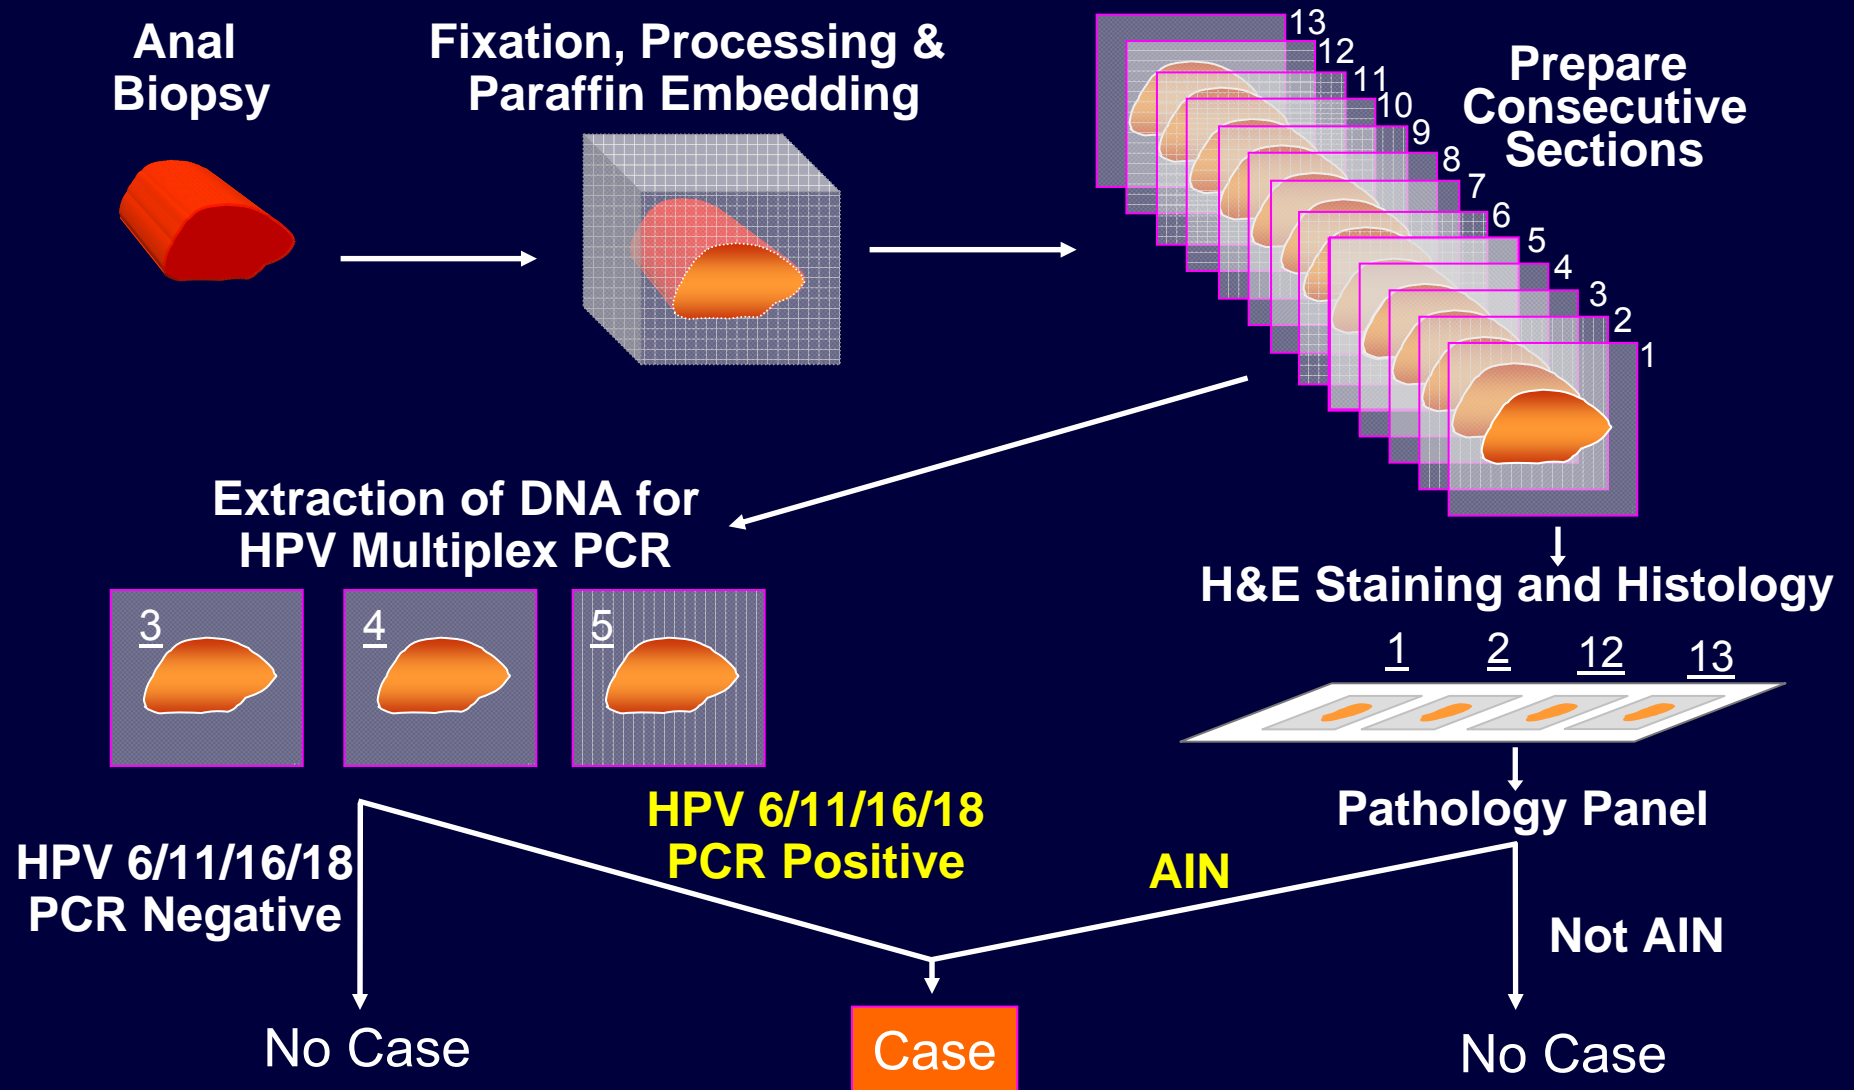 Anal
Biopsy
Fixation, Processing &
Paraffin Embedding
13
12
11
10
9
8
7
6
5
4
3
2
1
Prepare
Consecutive
Sections
Extraction of DNA for
HPV Multiplex PCR
3 4 5
H&E Staining and Histology
1 2 12 13
Pathology Panel
HPV 6/11/16/18
PCR Negative
HPV 6/11/16/18
PCR Positive
AIN
Not AIN
No Case
Case
No Case